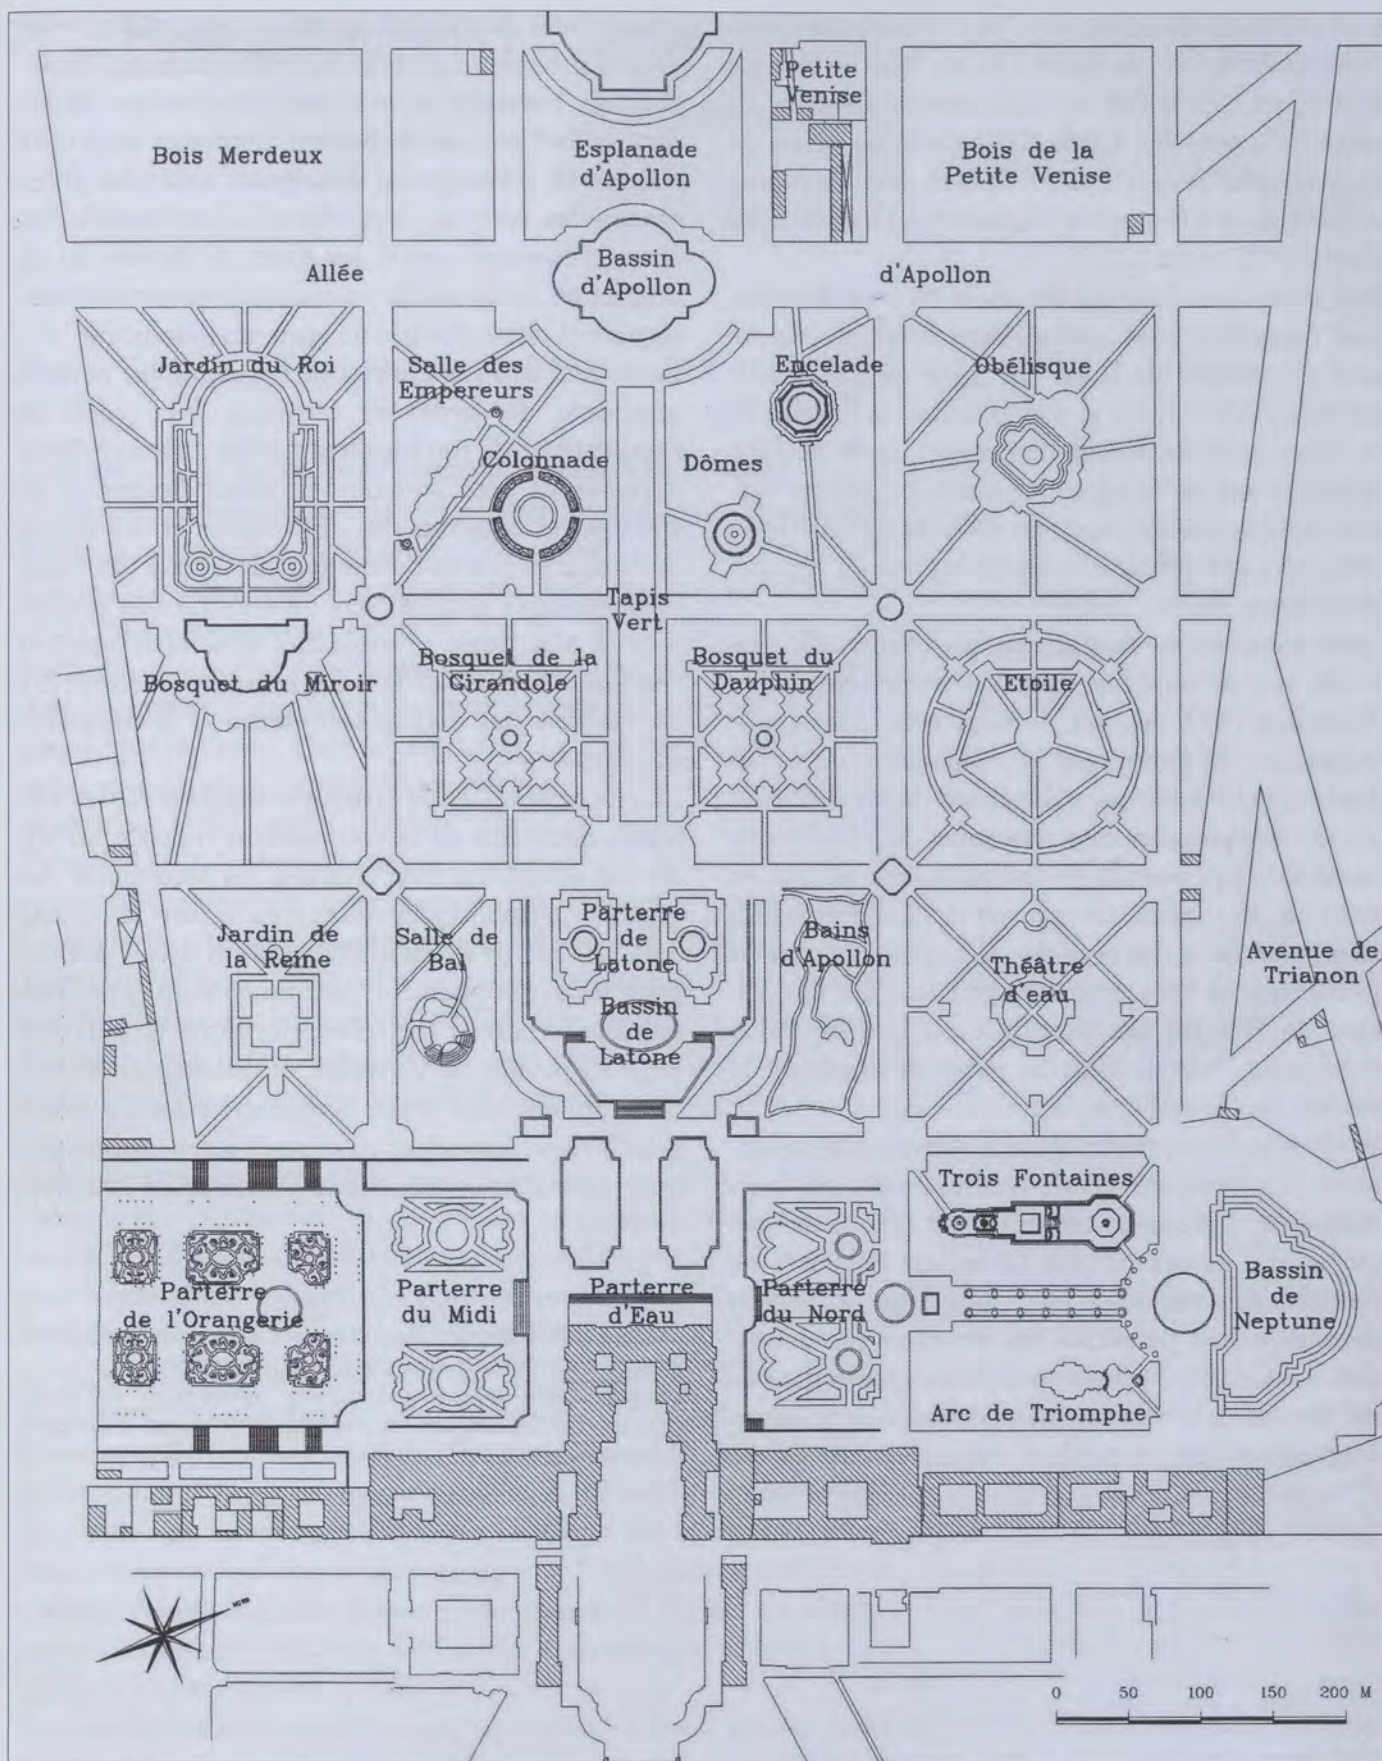 Petite
Venise
Bois Merdeux
Esplanade
d'Apollon
Bois de la
Petite Venise
Allée
Bassin
d'Apollon
d'Apollon
Jardin du Roi
Salle des
Empereurs
Encelade
Obélisque
Colonnade
Dômes
Tapis
Vert
Bosquet du Miroir
Bosquet de la
Girandole
Bosquet du
Dauphin
Etoile
Jardin de
la Reine
Salle de
Bal
Parterre
de
Latone
Bassin
de
Latone
Bains
d'Apollon
Théâtre
d'eau
Avenue de
Trianon
Trois Fontaines
Parterre
de l'Orangerie
Parterre
du Midi
Parterre
d'Eau
Parterre
du Nord
Bassin
de
Neptune
Arc de Triomphe
0 50 100 150 200 M